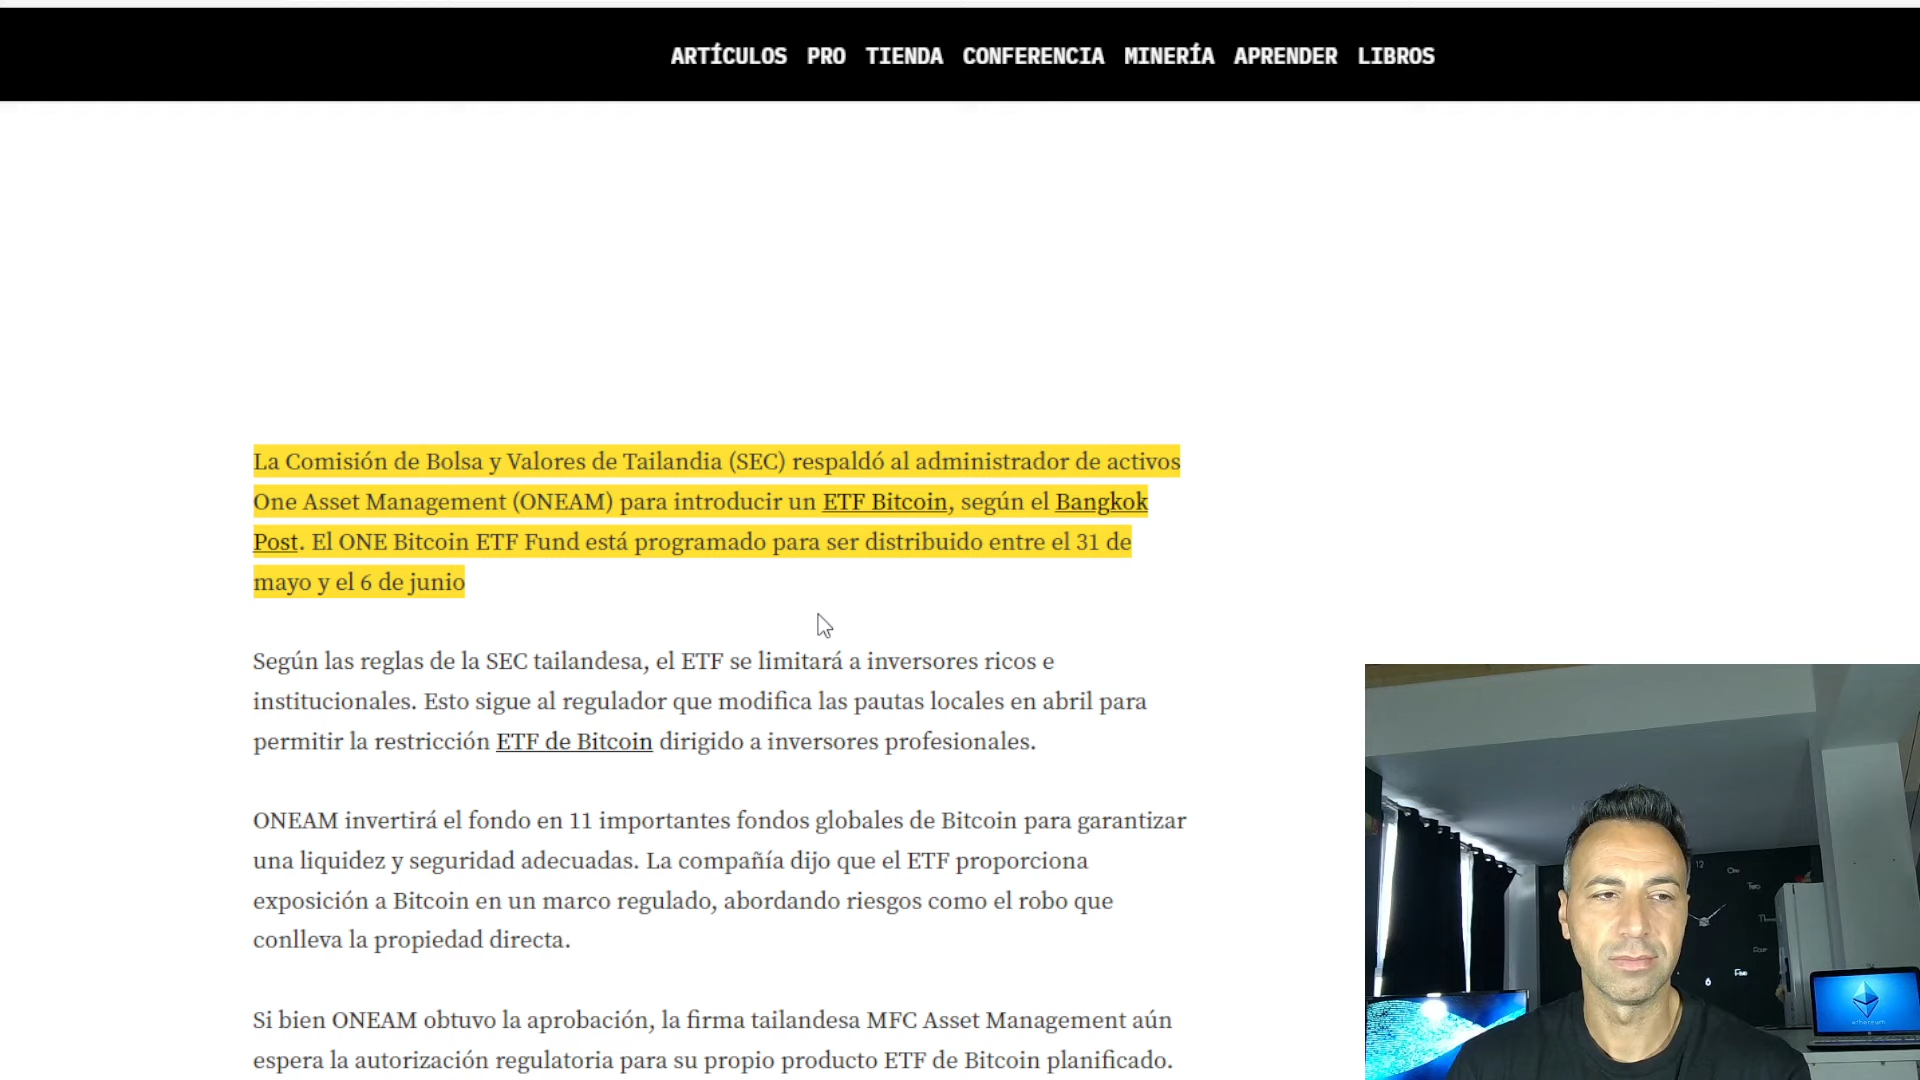 ARTÍCULOS PRO TIENDA CONFERENCIA MINERÍA APRENDER LIBROS
La Comisión de Bolsa y Valores de Tailandia (SEC) respaldó al administrador de activos
One Asset Management (ONEAM) para introducir un ETF Bitcoin, según el Bangkok
Post. El ONE Bitcoin ETF Fund está programado para ser distribuido entre el 31 de
mayo y el 6 de junio
Según las reglas de la SEC tailandesa, el ETF se limitará a inversores ricos e
institucionales. Esto sigue al regulador que modifica las pautas locales en abril para
permitir la restricción ETF de Bitcoin dirigido a inversores profesionales.
ONEAM invertirá el fondo en 11 importantes fondos globales de Bitcoin para garantizar
una liquidez y seguridad adecuadas. La compañía dijo que el ETF proporciona
exposición a Bitcoin en un marco regulado, abordando riesgos como el robo que
conlleva la propiedad directa.
Si bien ONEAM obtuvo la aprobación, la firma tailandesa MFC Asset Management aún
espera la autorización regulatoria para su propio producto ETF de Bitcoin planificado.
12
One
Two
Four
Five
6
ethereum